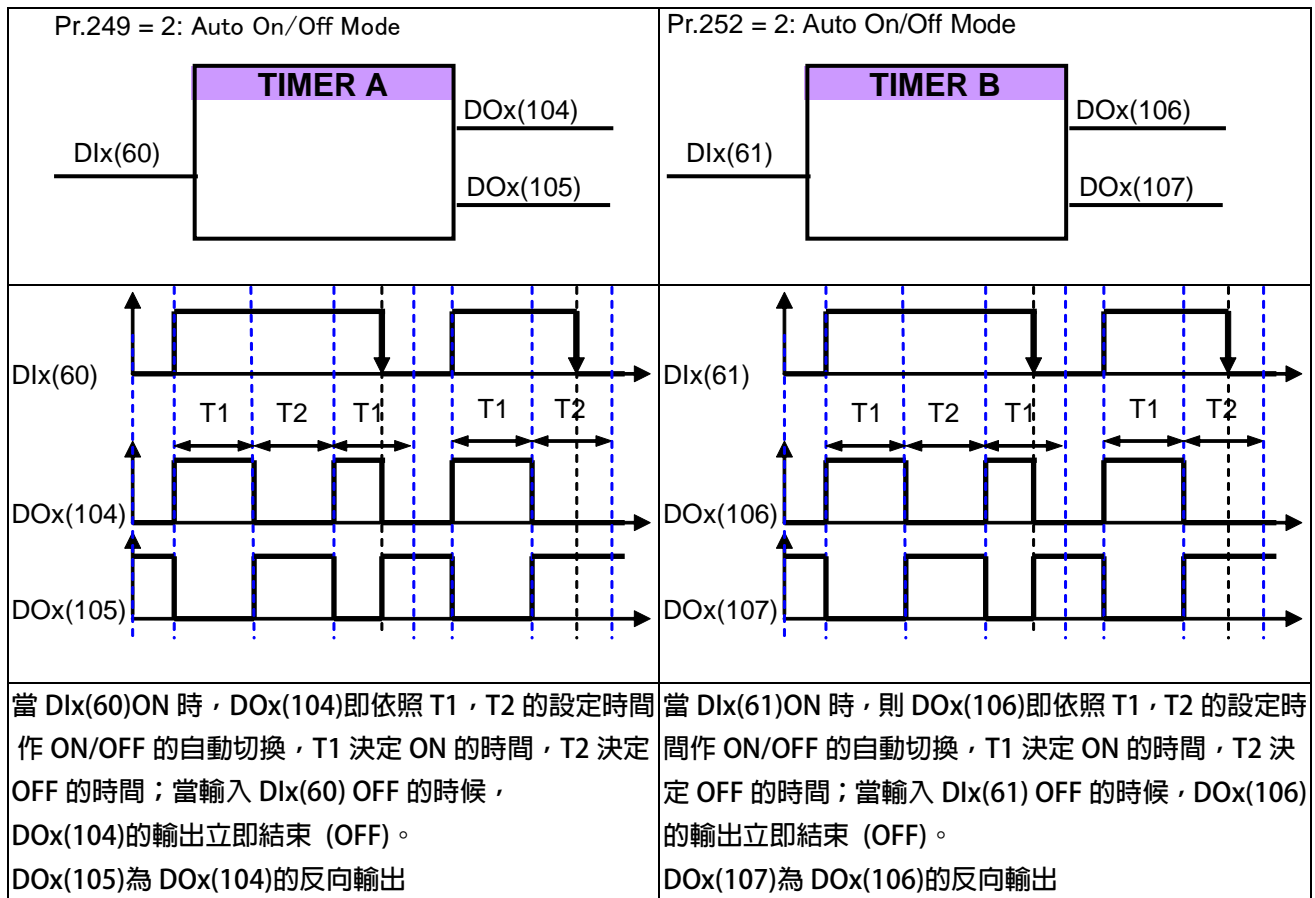 Pr.249 = 2: Auto On/Off Mode
TIMER A
DIx(60)
DOx(104)
DOx(105)
Pr.252 = 2: Auto On/Off Mode
TIMER B
DIx(61)
DOx(106)
DOx(107)
DIx(60)
T1 T2 T1 T1 T2
DOx(104)
DOx(105)
DIx(61)
T1 T2 T1 T1 T2
DOx(106)
DOx(107)
當 DIx(60)ON 時，DOx(104)即依照 T1，T2 的設定時間
作 ON/OFF 的自動切換，T1 決定 ON 的時間，T2 決定
OFF 的時間；當輸入 DIx(60) OFF 的時候，
DOx(104)的輸出立即結束 (OFF)。
DOx(105)為 DOx(104)的反向輸出
當 DIx(61)ON 時，則 DOx(106)即依照 T1，T2 的設定時
間作 ON/OFF 的自動切換，T1 決定 ON 的時間，T2 決
定 OFF 的時間；當輸入 DIx(61) OFF 的時候，DOx(106)
的輸出立即結束 (OFF)。
DOx(107)為 DOx(106)的反向輸出